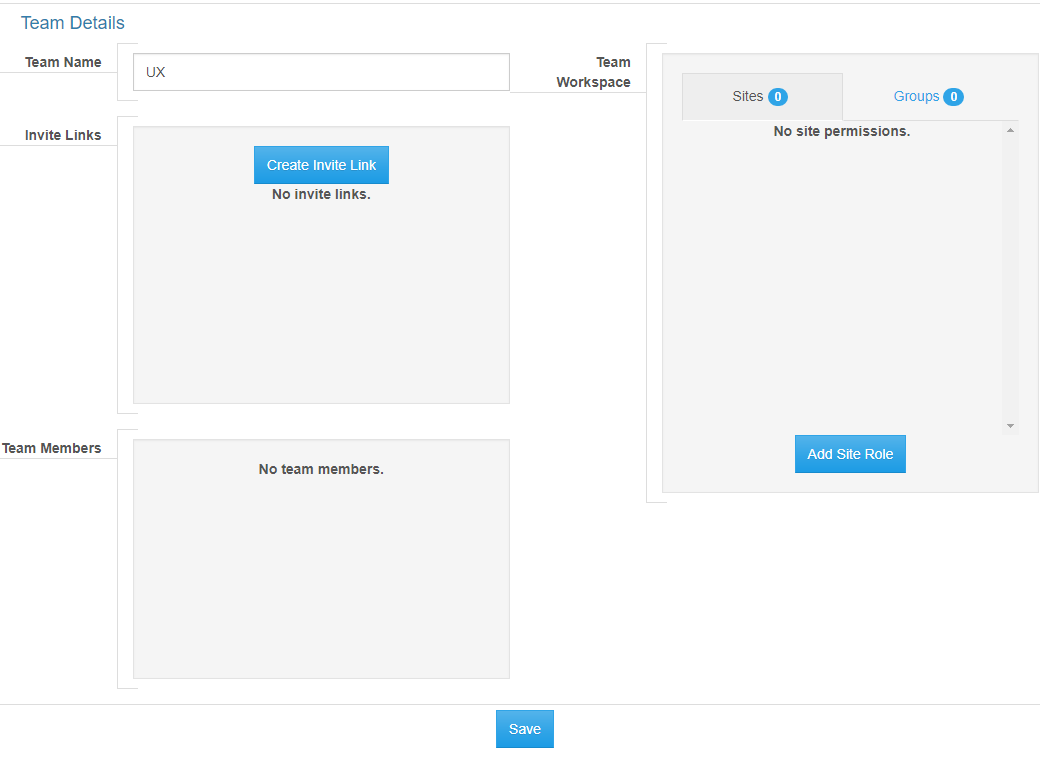 Team Details
Team Name
UX
Invite Links
Create Invite Link
No invite links.
Team Members
No team members.
Team
Workspace
Sites 0
Groups 0
No site permissions.
Add Site Role
Save